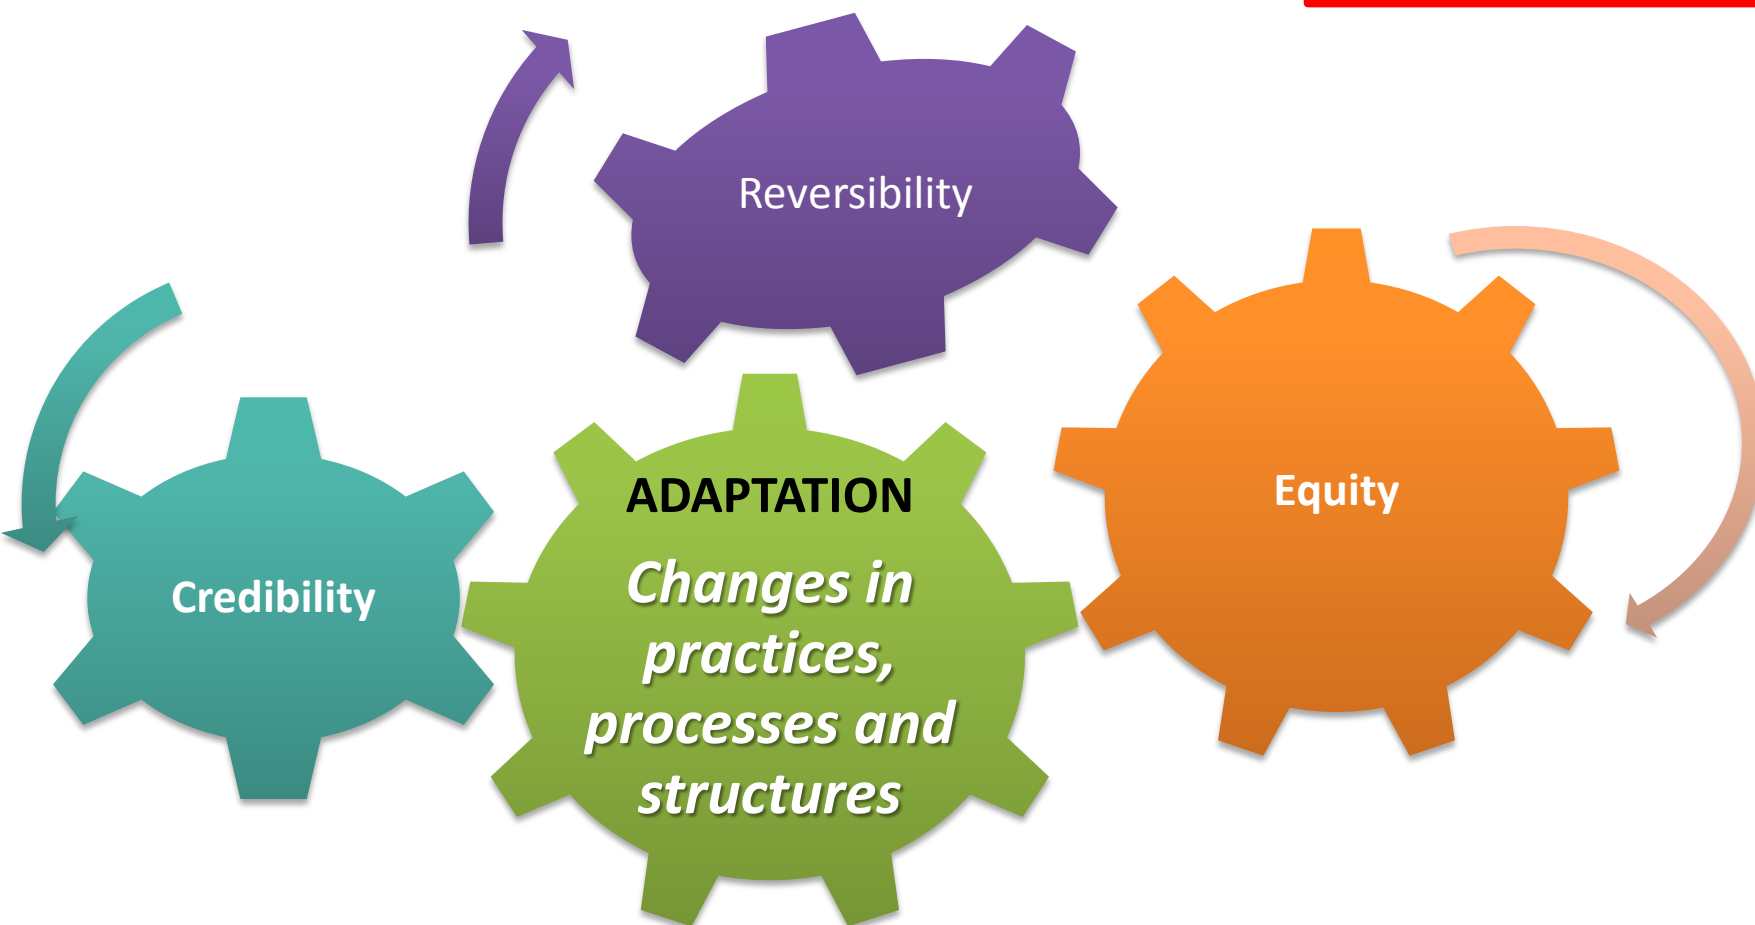 Reversibility
Equity
ADAPTATION
Changes in
practices,
processes and
structures
Credibility